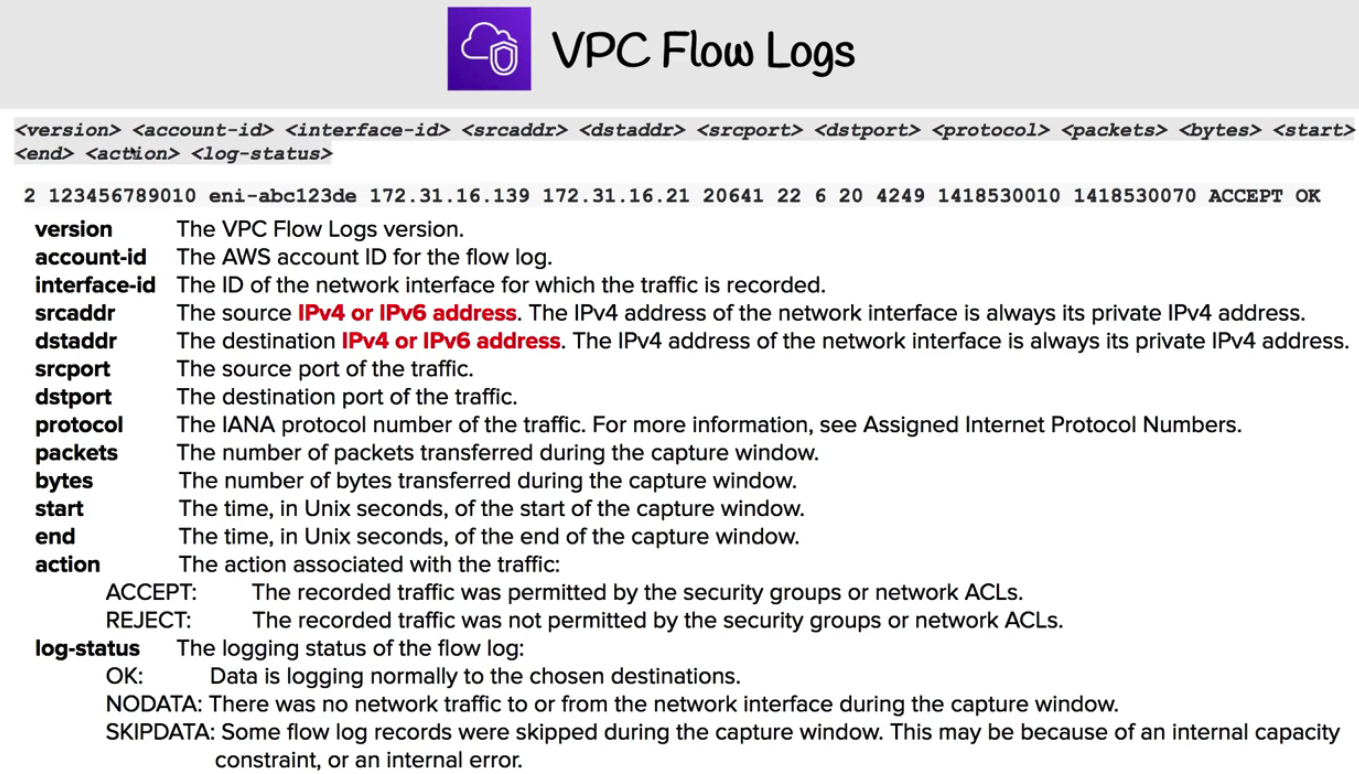 VPC Flow Logs
<version> <account-id> <interface-id> <srcaddr> <dstaddr> <srcport> <dstport> <protocol> <packets> <bytes> <start>
<end> <action> <log-status>
2 123456789010 eni-abc123de 172.31.16.139 172.31.16.21 20641 22 6 20 4249 1418530010 1418530070 ACCEPT OK
version The VPC Flow Logs version.
account-id The AWS account ID for the flow log.
interface-id The ID of the network interface for which the traffic is recorded.
srcaddr The source IPv4 or IPv6 address. The IPv4 address of the network interface is always its private IPv4 address.
dstaddr The destination IPv4 or IPv6 address. The IPv4 address of the network interface is always its private IPv4 address.
srcport The source port of the traffic.
dstport The destination port of the traffic.
protocol The IANA protocol number of the traffic. For more information, see Assigned Internet Protocol Numbers.
packets The number of packets transferred during the capture window.
bytes The number of bytes transferred during the capture window.
start The time, in Unix seconds, of the start of the capture window.
end The time, in Unix seconds, of the end of the capture window.
action The action associated with the traffic:
ACCEPT: The recorded traffic was permitted by the security groups or network ACLs.
REJECT: The recorded traffic was not permitted by the security groups or network ACLs.
log-status The logging status of the flow log:
OK: Data is logging normally to the chosen destinations.
NODATA: There was no network traffic to or from the network interface during the capture window.
SKIPDATA: Some flow log records were skipped during the capture window. This may be because of an internal capacity
constraint, or an internal error.